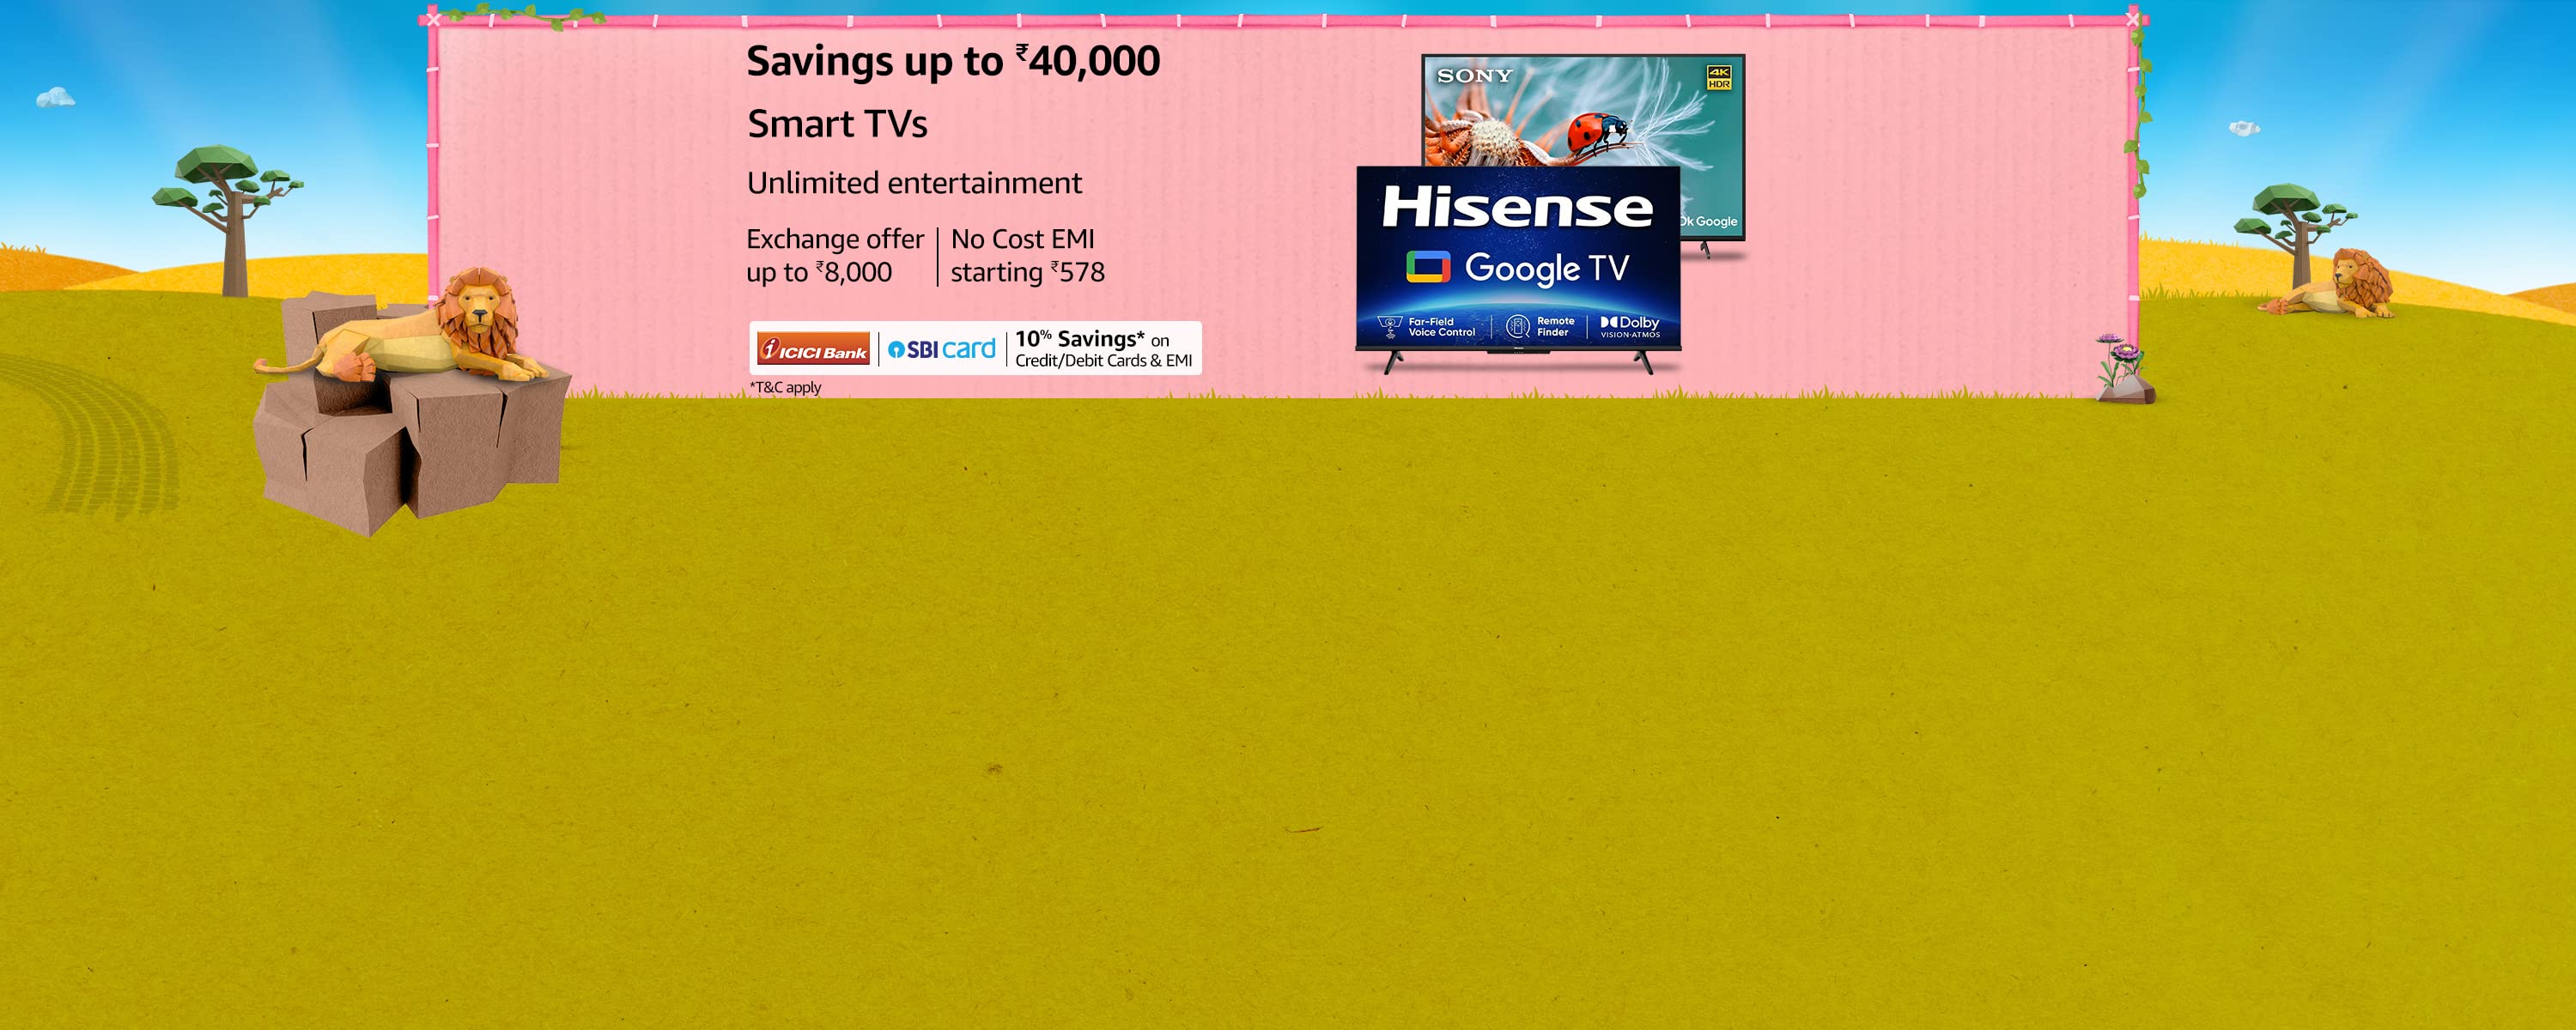 Savings up to ₹40,000
Smart TVs
Unlimited entertainment
Exchange offer
up to ₹8,000
No Cost EMI
starting ₹578
ICICI Bank
SBI card
10% Savings* on
Credit/Debit Cards & EMI
*T&C apply
SONY
4K
HDR
Ok Google
Hisense
Google TV
Far-Field
Voice Control
Remote
Finder
Dolby
VISION·ATMOS